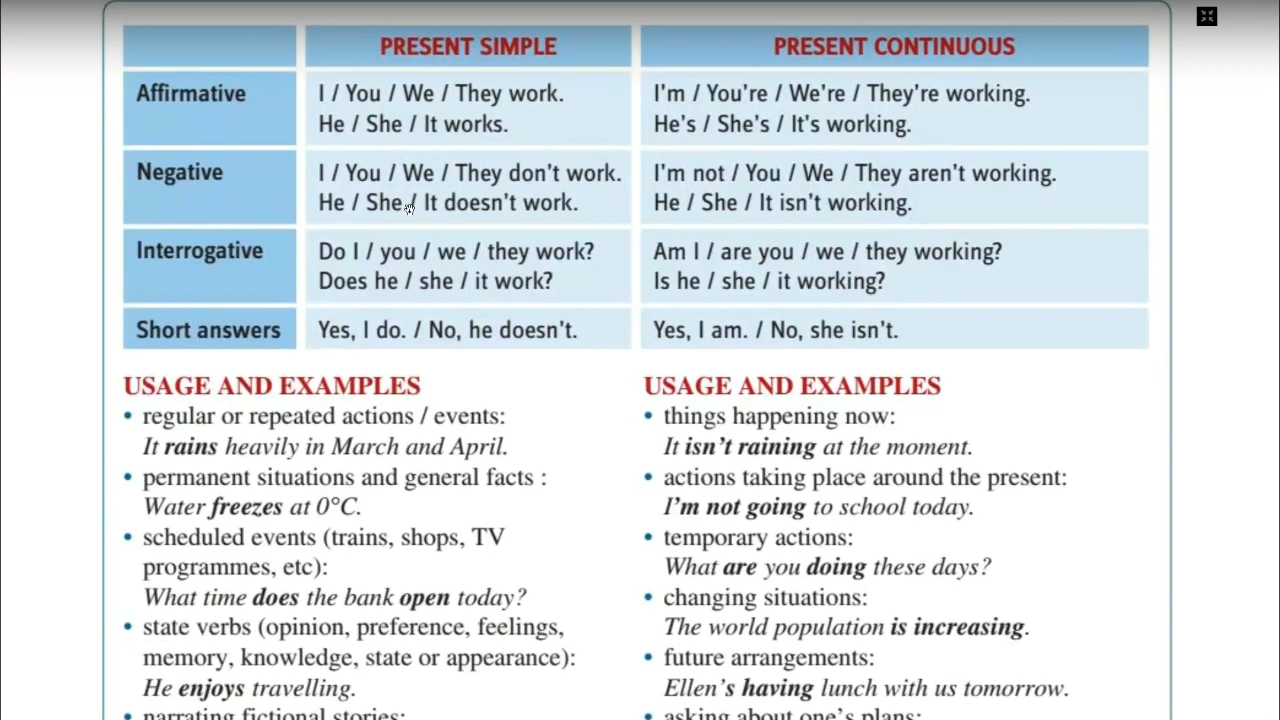 PRESENT SIMPLE PRESENT CONTINUOUS
Affirmative I / You / We / They work. I'm / You're / We're / They're working.
He / She / It works. He's / She's / It's working.
Negative I / You / We / They don't work. I'm not / You / We / They aren't working.
He / She / It doesn't work. He / She / It isn't working.
Interrogative Do I / you / we / they work? Am I / are you / we / they working?
Does he / she / it work? Is he / she / it working?
Short answers Yes, I do. / No, he doesn't. Yes, I am. / No, she isn't.
USAGE AND EXAMPLES
• regular or repeated actions / events:
It rains heavily in March and April.
• permanent situations and general facts :
Water freezes at 0°C.
• scheduled events (trains, shops, TV
programmes, etc):
What time does the bank open today?
• state verbs (opinion, preference, feelings,
memory, knowledge, state or appearance):
He enjoys travelling.
• narrating fictional stories:
USAGE AND EXAMPLES
• things happening now:
It isn't raining at the moment.
• actions taking place around the present:
I'm not going to school today.
• temporary actions:
What are you doing these days?
• changing situations:
The world population is increasing.
• future arrangements:
Ellen's having lunch with us tomorrow.
• asking about one's plans: